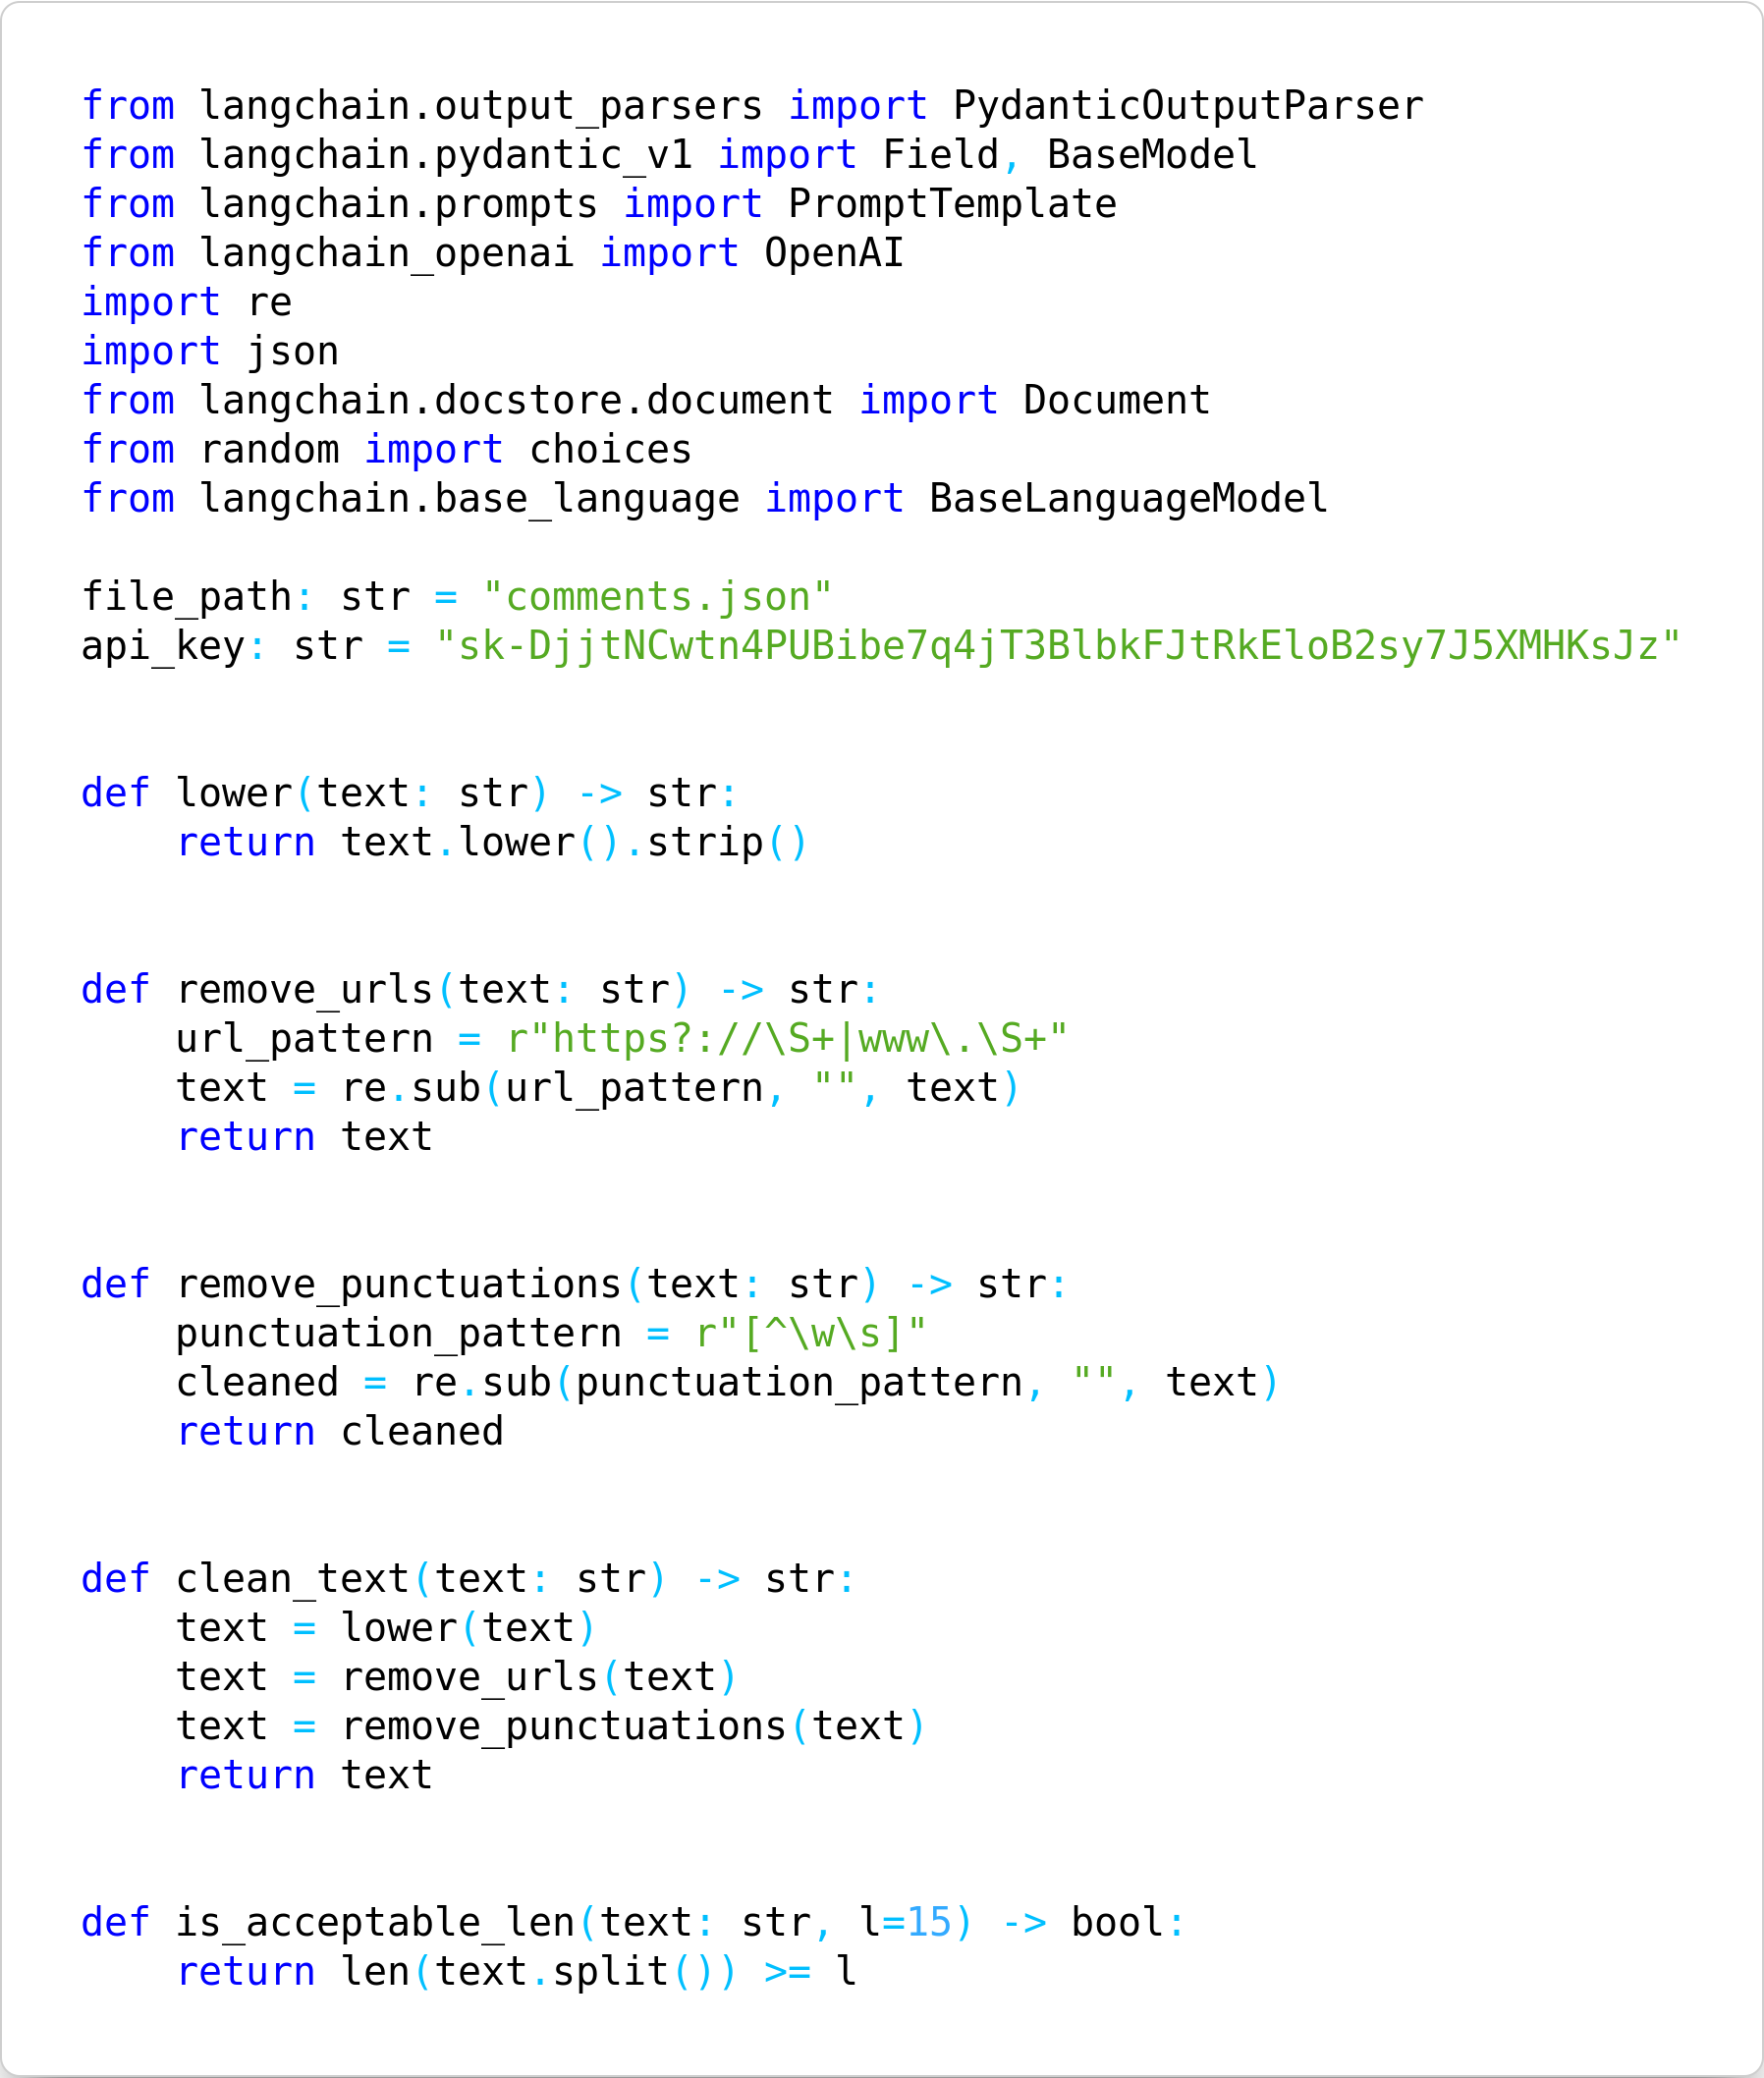 from langchain.output_parsers import PydanticOutputParser
from langchain.pydantic_v1 import Field, BaseModel
from langchain.prompts import PromptTemplate
from langchain_openai import OpenAI
import re
import json
from langchain.docstore.document import Document
from random import choices
from langchain.base_language import BaseLanguageModel

file_path: str = "comments.json"
api_key: str = "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"


def lower(text: str) -> str:
    return text.lower().strip()


def remove_urls(text: str) -> str:
    url_pattern = r"https?://\S+|www\.\S+"
    text = re.sub(url_pattern, "", text)
    return text


def remove_punctuations(text: str) -> str:
    punctuation_pattern = r"[^\w\s]"
    cleaned = re.sub(punctuation_pattern, "", text)
    return cleaned


def clean_text(text: str) -> str:
    text = lower(text)
    text = remove_urls(text)
    text = remove_punctuations(text)
    return text


def is_acceptable_len(text: str, l=15) -> bool:
    return len(text.split()) >= l